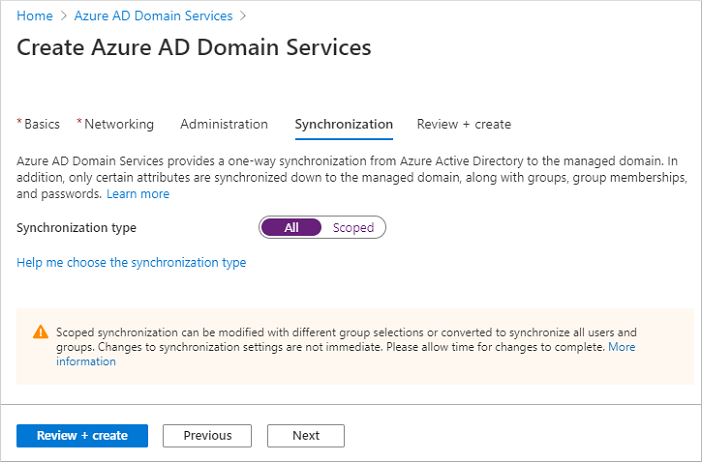 Home > Azure AD Domain Services >
Create Azure AD Domain Services
* Basics * Networking Administration Synchronization Review + create
Azure AD Domain Services provides a one-way synchronization from Azure Active Directory to the managed domain. In
addition, only certain attributes are synchronized down to the managed domain, along with groups, group memberships,
and passwords. Learn more
Synchronization type All Scoped
Help me choose the synchronization type
Scoped synchronization can be modified with different group selections or converted to synchronize all users and
groups. Changes to synchronization settings are not immediate. Please allow time for changes to complete. More
information
Review + create Previous Next